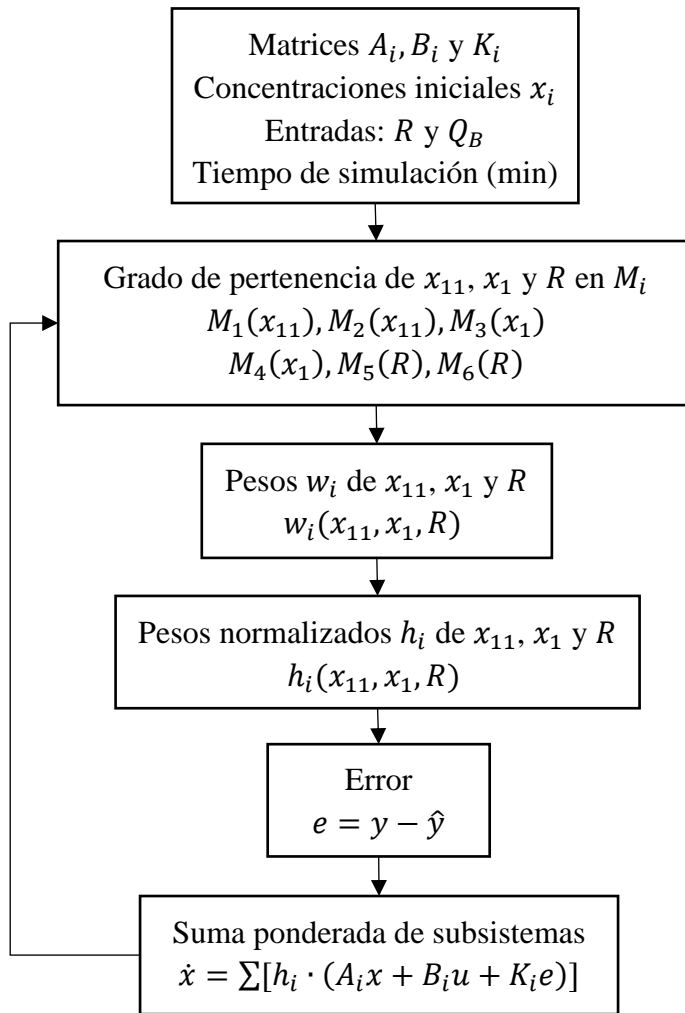 Matrices A_i, B_i y K_i
Concentraciones iniciales x_i
Entradas: R y Q_B
Tiempo de simulación (min)
Grado de pertenencia de x_11, x_1 y R en M_i
M_1(x_11), M_2(x_11), M_3(x_1)
M_4(x_1), M_5(R), M_6(R)
Pesos w_i de x_11, x_1 y R
w_i(x_11, x_1, R)
Pesos normalizados h_i de x_11, x_1 y R
h_i(x_11, x_1, R)
Error
e = y − ŷ
Suma ponderada de subsistemas
ẋ = ∑[h_i · (A_i x + B_i u + K_i e)]